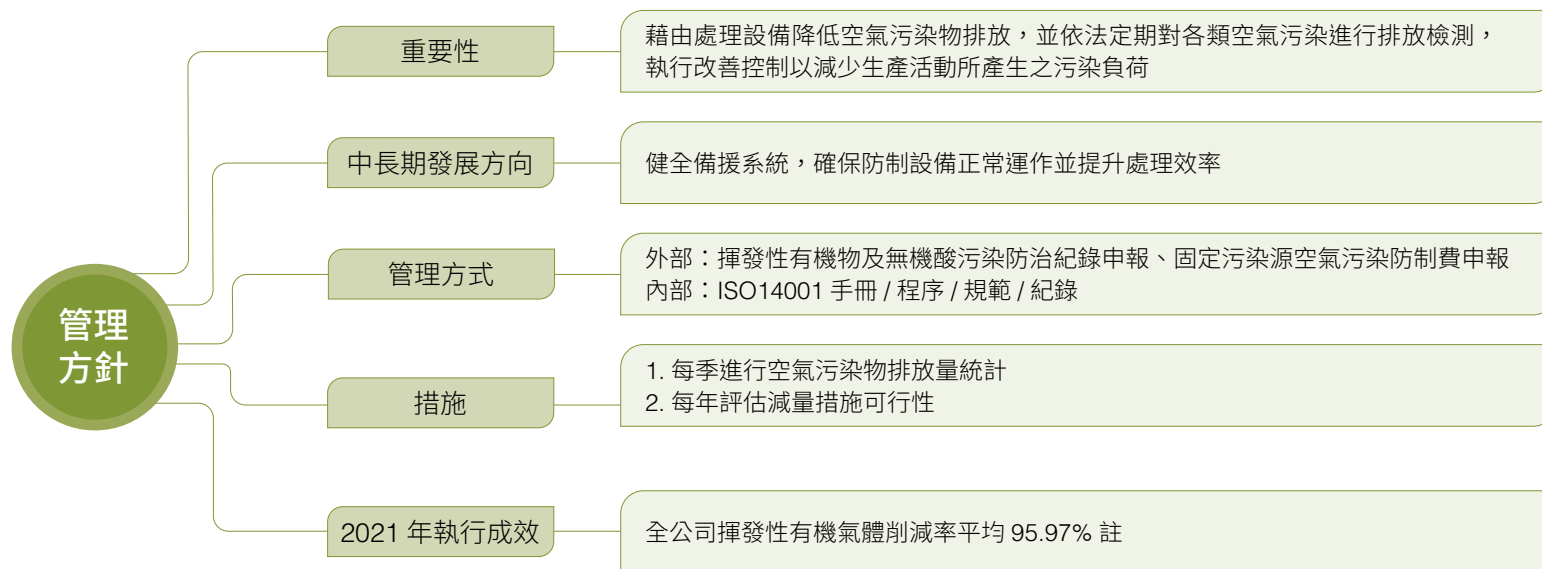 管理
方針
重要性
藉由處理設備降低空氣污染物排放，並依法定期對各類空氣污染進行排放檢測，
執行改善控制以減少生產活動所產生之污染負荷
中長期發展方向
健全備援系統，確保防制設備正常運作並提升處理效率
管理方式
外部：揮發性有機物及無機酸污染防治紀錄申報、固定污染源空氣污染防制費申報
內部：ISO14001 手冊 / 程序 / 規範 / 紀錄
措施
1. 每季進行空氣污染物排放量統計
2. 每年評估減量措施可行性
2021 年執行成效
全公司揮發性有機氣體削減率平均 95.97% 註